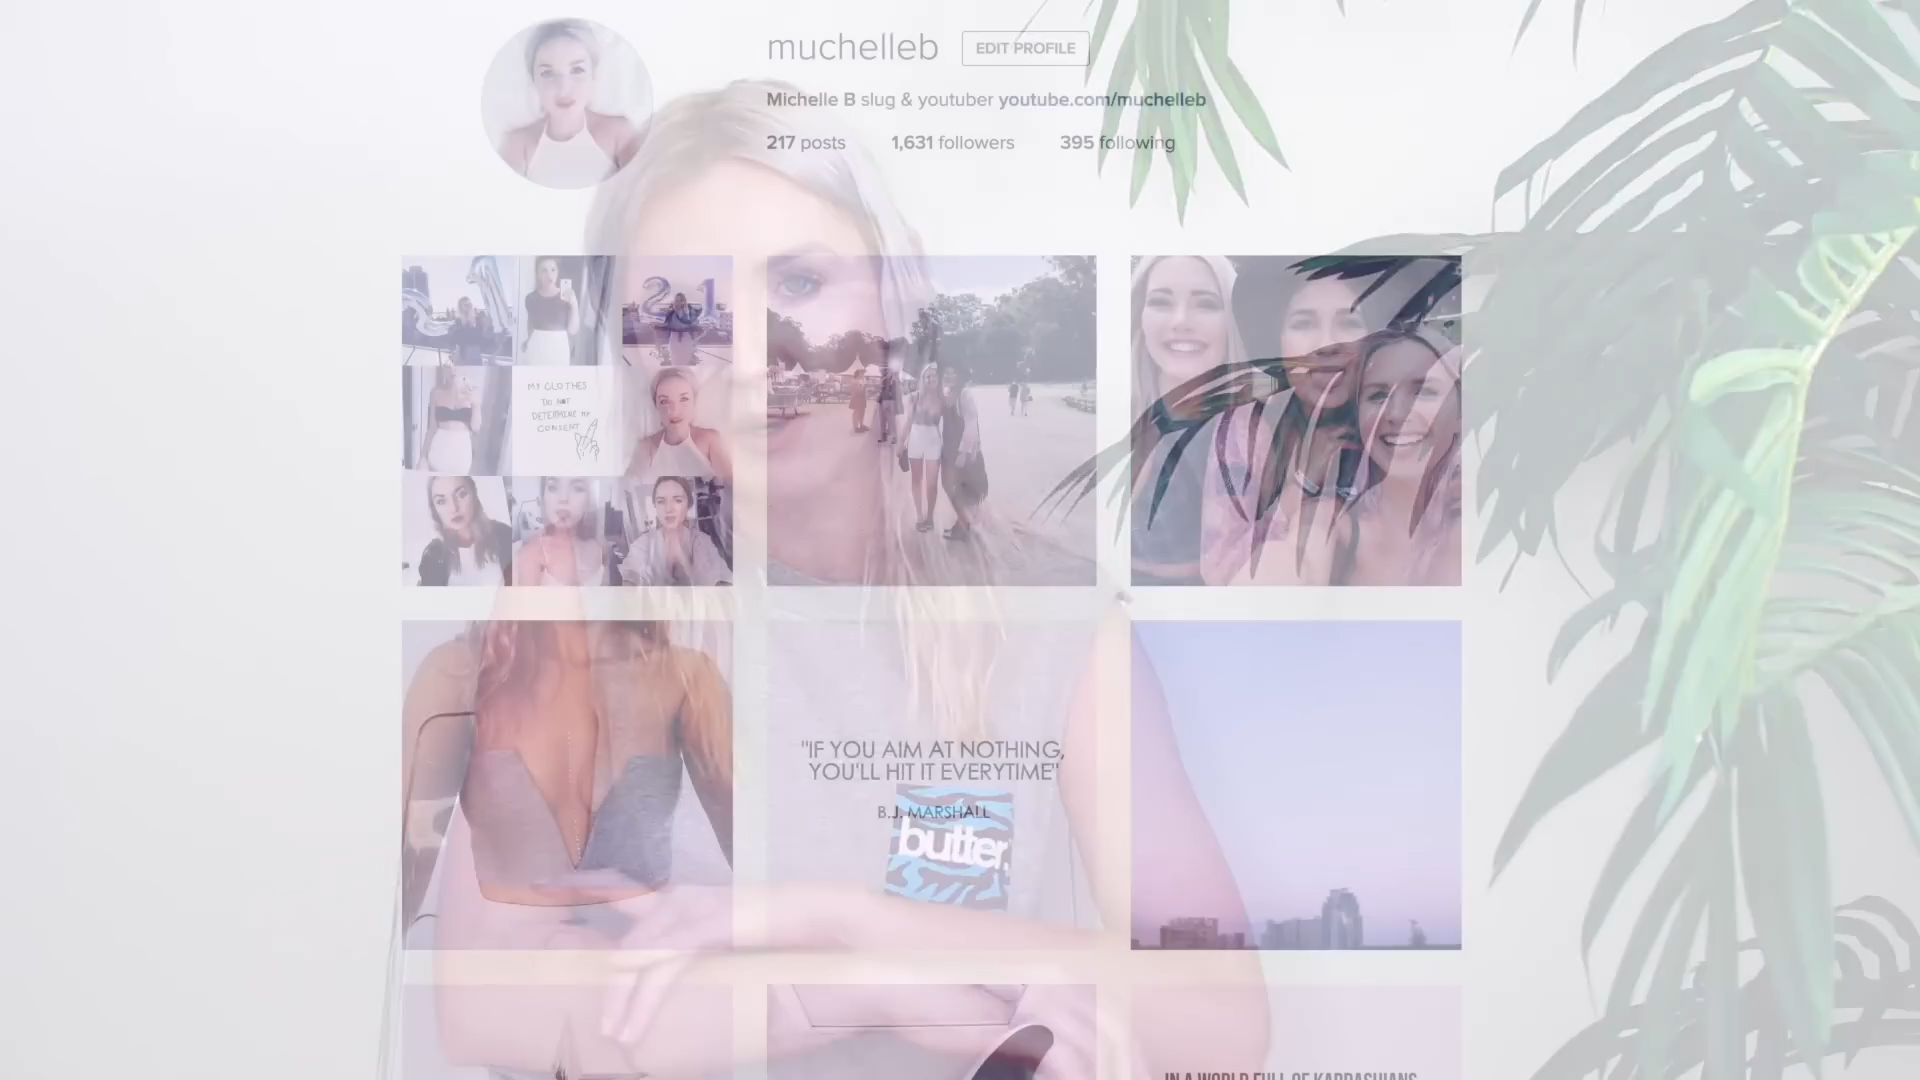 muchelleb EDIT PROFILE
Michelle B slug & youtuber youtube.com/muchelleb
217 posts 1,631 followers 395 following
21
MY CLOTHES
DO NOT
DETERMINE MY
CONSENT
"IF YOU AIM AT NOTHING,
YOU'LL HIT IT EVERYTIME"
B.J. MARSHALL
butter.
IN A WORLD FULL OF KARDASHIANS